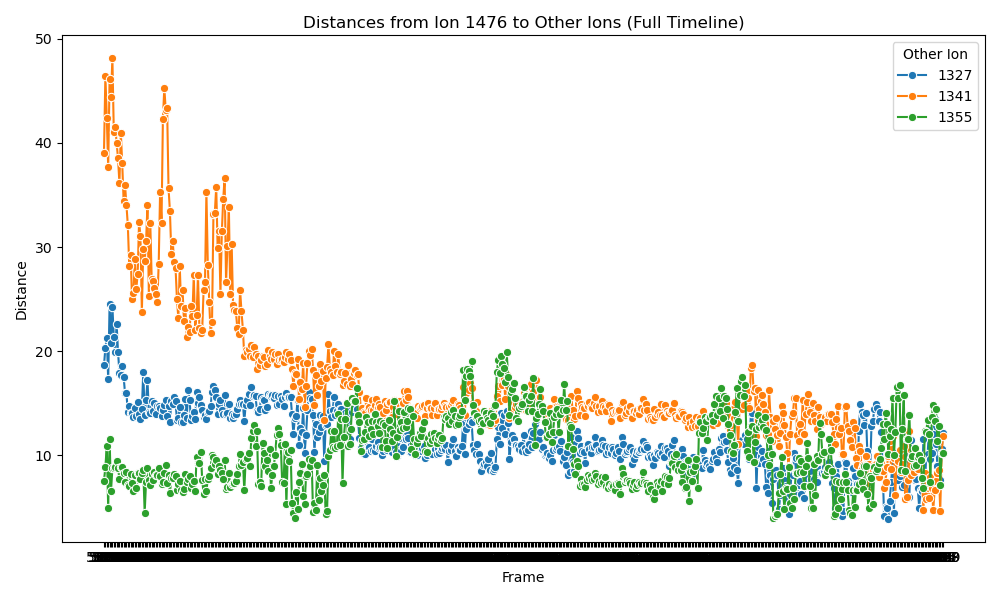 Distances from Ion 1476 to Other Ions (Full Timeline)
50
40
30
20
10
Distance
Frame
Other Ion
1327
1341
1355